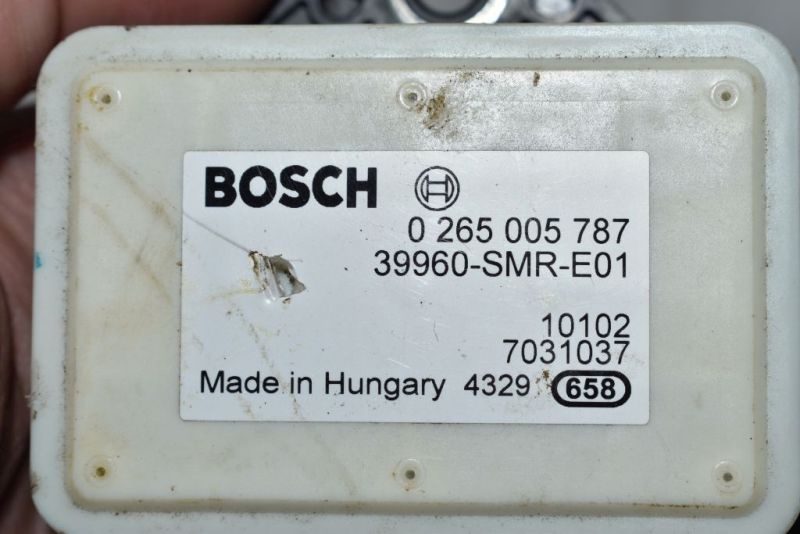 BOSCH
0 265 005 787
39960-SMR-E01
10102
7031037
Made in Hungary 4329 658